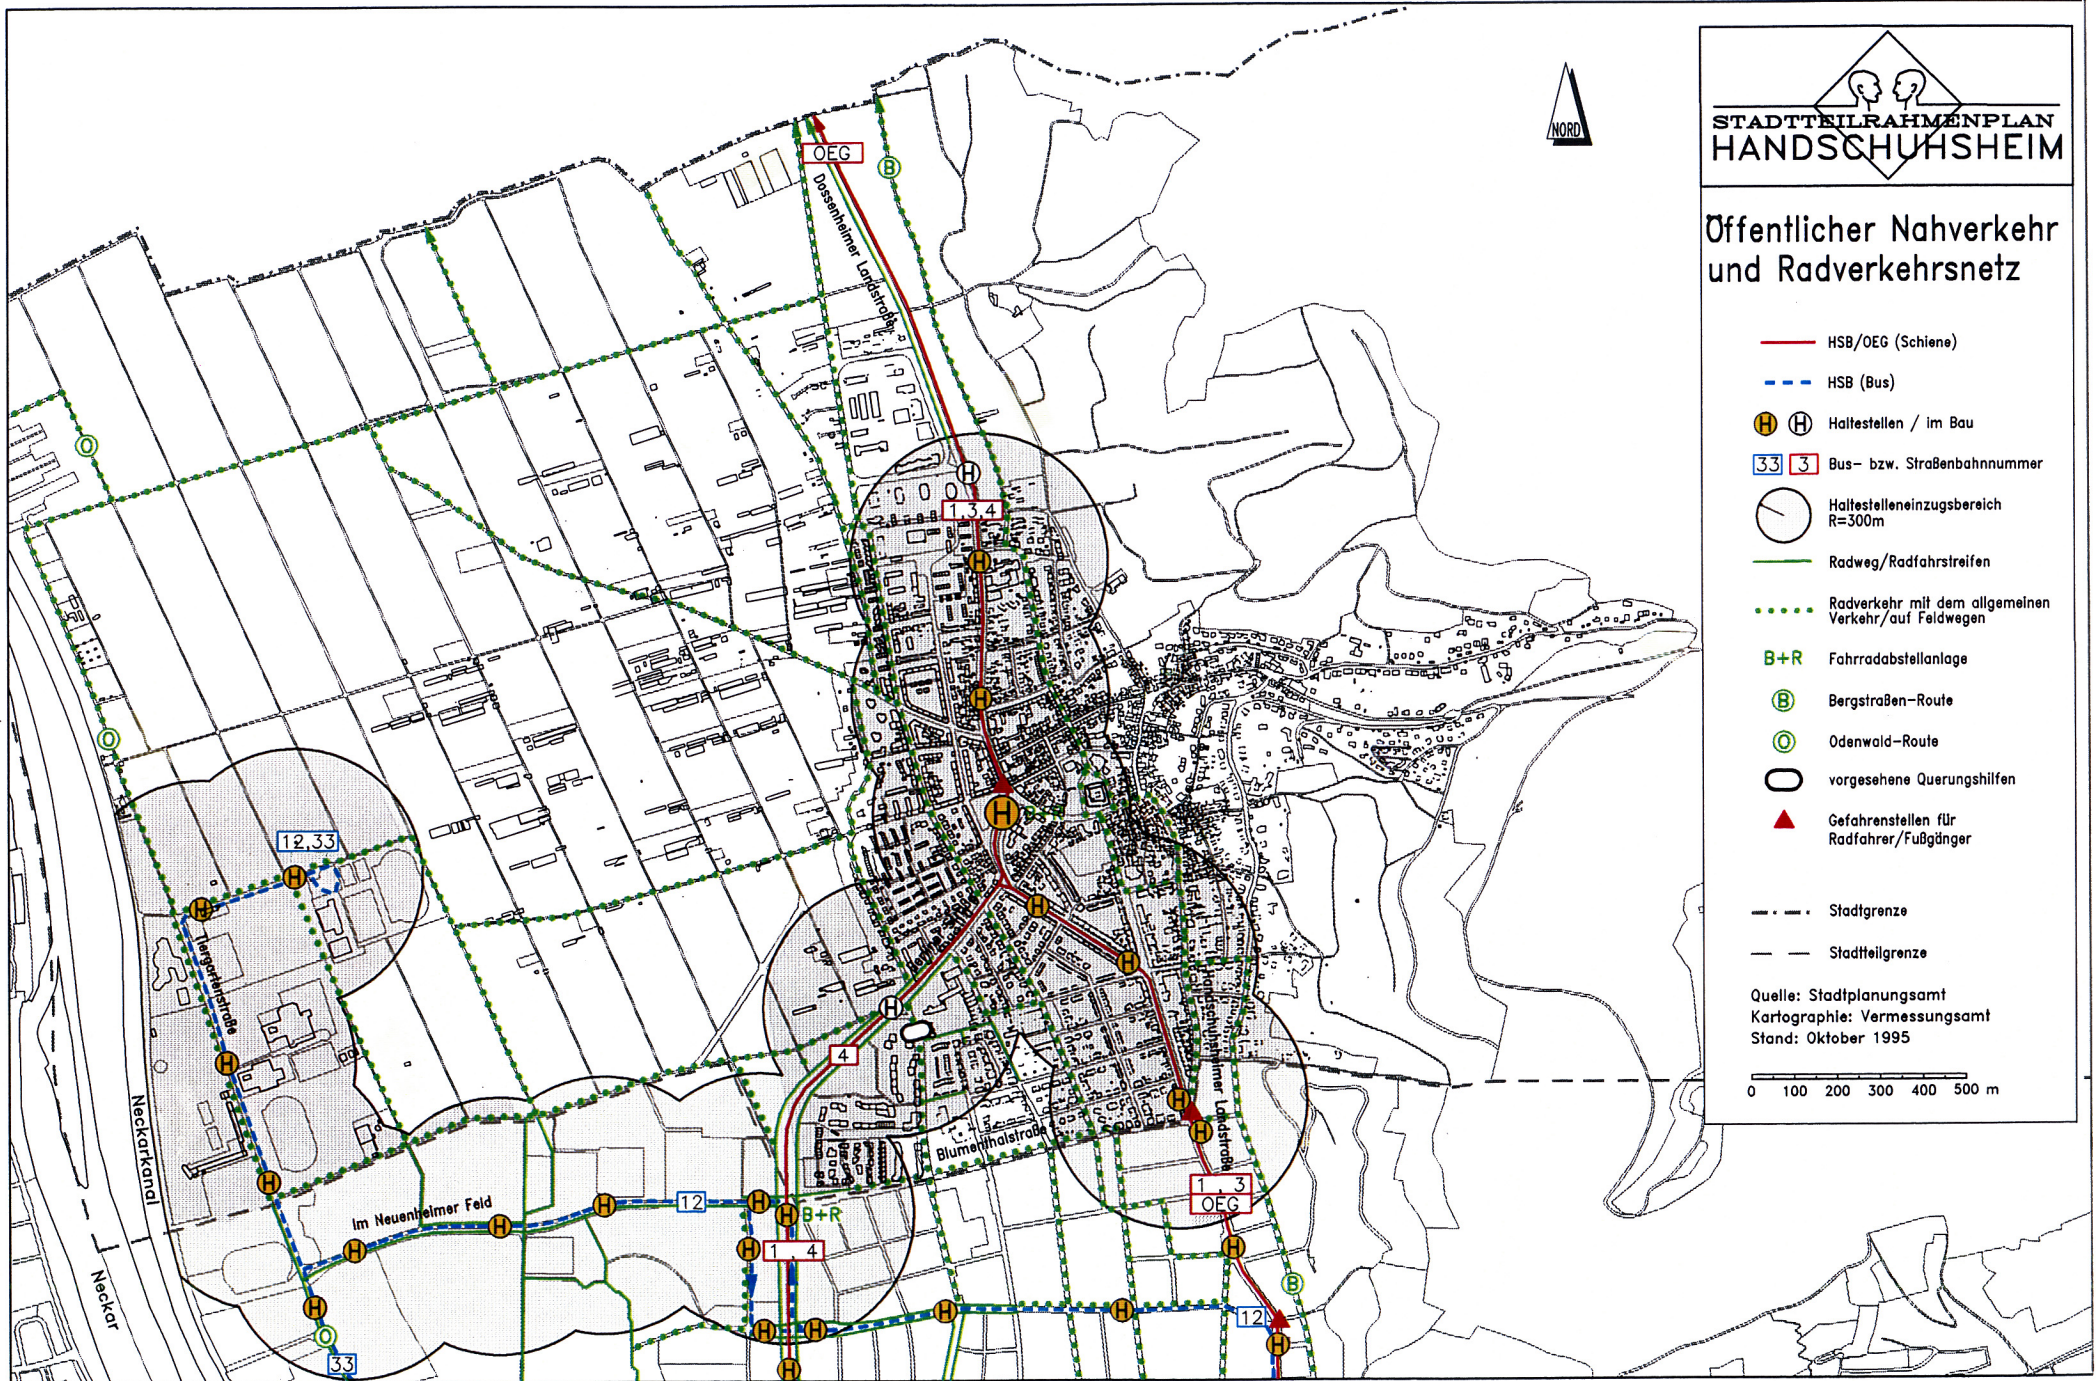 STADTTEILRAHMENPLAN
HANDSCHUHSHEIM
Öffentlicher Nahverkehr
und Radverkehrsnetz
HSB/OEG (Schiene)
HSB (Bus)
H H Haltestellen / im Bau
33 3 Bus- bzw. Straßenbahnnummer
Haltestelleneinzugsbereich
R=300m
Radweg/Radfahrstreifen
Radverkehr mit dem allgemeinen
Verkehr/auf Feldwegen
B+R Fahrradabstellanlage
B Bergstraßen-Route
O Odenwald-Route
vorgesehene Querungshilfen
Gefahrenstellen für
Radfahrer/Fußgänger
Stadtgrenze
Stadtteilgrenze
Quelle: Stadtplanungsamt
Kartographie: Vermessungsamt
Stand: Oktober 1995
0 100 200 300 400 500 m
NORD
OEG
B
Dossenheimer Landstraße
O
H
1,3,4
H
H
O
H
12,33
H
H
H
H
Tiergartenstraße
H
4
H
Handschuhsheimer Landstraße
H
H
Neckarkanal
Blumenthalstraße
H
H
1 3
OEG
Im Neuenheimer Feld
H
12
H
H
B+R
H
H
H
1 4
H
Neckar
B
H
O
33
H
H
H
H
12
H
H